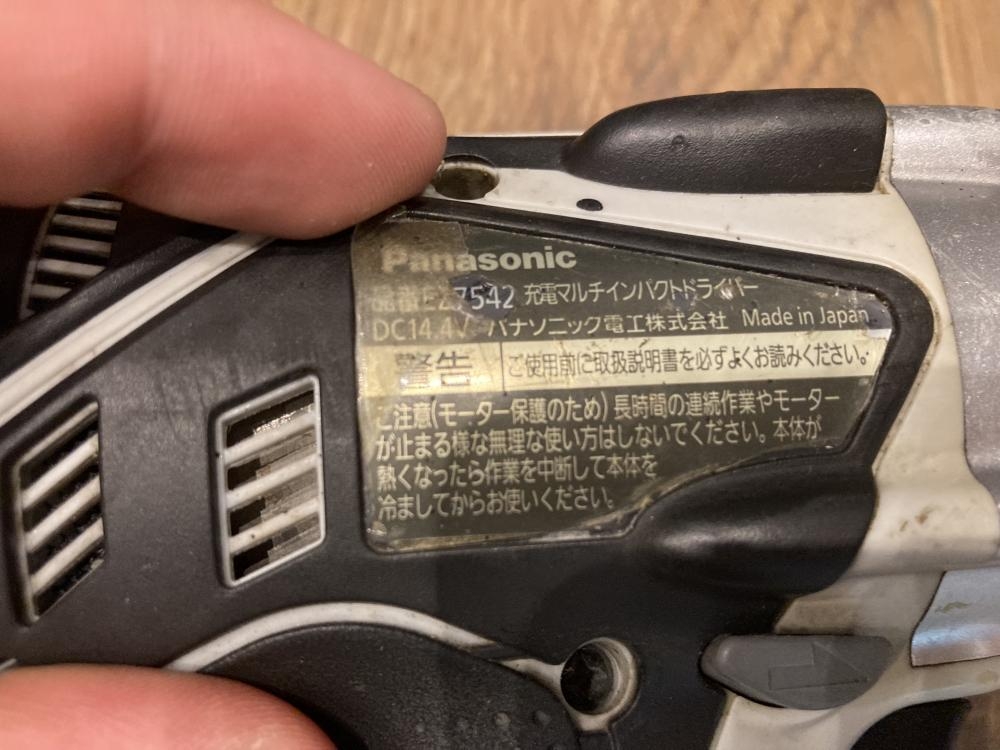 Panasonic
品番EZ7542 充電マルチインパクトドライバー
DC14.4V パナソニック電工株式会社 Made in Japan
警告 ご使用前に取扱説明書を必ずよくお読みください。
ご注意(モーター保護のため) 長時間の連続作業やモーター
が止まる様な無理な使い方はしないでください。本体が
熱くなったら作業を中断して本体を
冷ましてからお使いください。